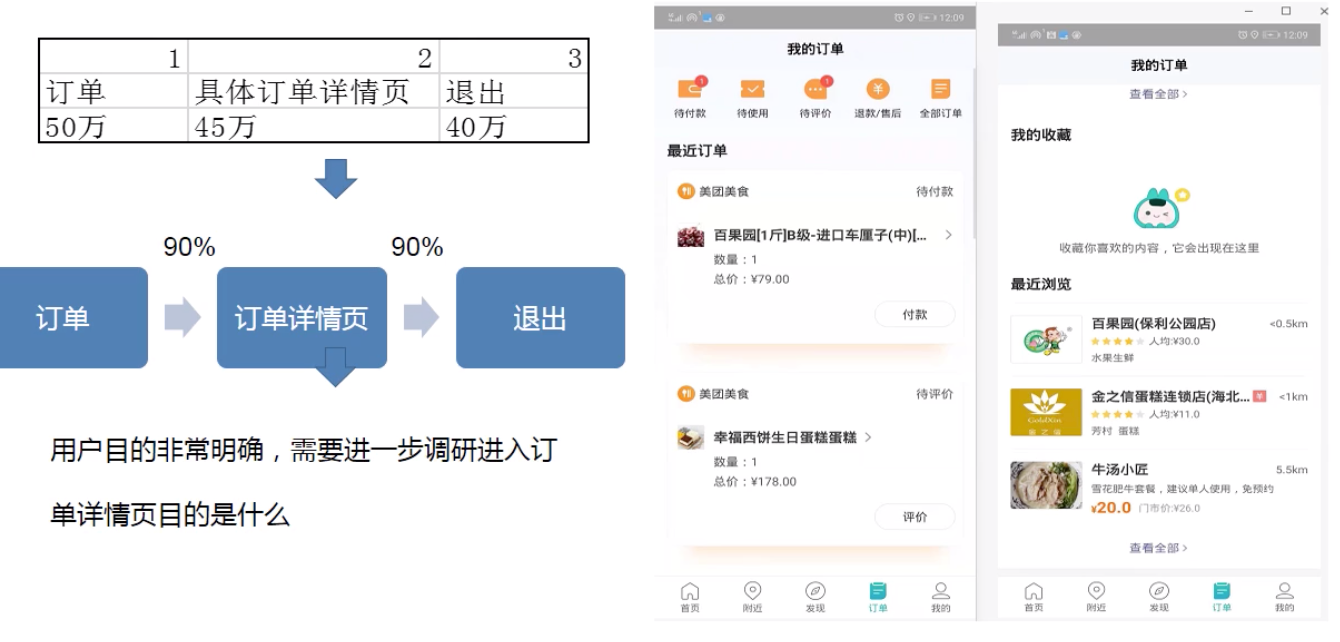 1 2 3
订单 具体订单详情页 退出
50万 45万 40万
90% 90%
订单 订单详情页 退出
用户目的非常明确，需要进一步调研进入订
单详情页目的是什么
12:09
我的订单
1 1
待付款 待使用 待评价 退款/售后 全部订单
最近订单
美团美食 待付款
百果园[1斤]B级-进口车厘子(中)[...
数量：1
总价：¥79.00
付款
美团美食 待评价
幸福西饼生日蛋糕蛋糕
数量：1
总价：¥178.00
评价
首页 附近 发现 订单 我的
12:09
我的订单
查看全部
我的收藏
收藏你喜欢的内容，它会出现在这里
最近浏览
百果园(保利公园店) <0.5km
人均:¥30.0
水果生鲜
金之信蛋糕连锁店(海北... <1km
人均:¥11.0
芳村 蛋糕
牛汤小匠 5.5km
雪花肥牛套餐，建议单人使用，免预约
¥20.0 门市价:¥26.0
查看全部
首页 附近 发现 订单 我的